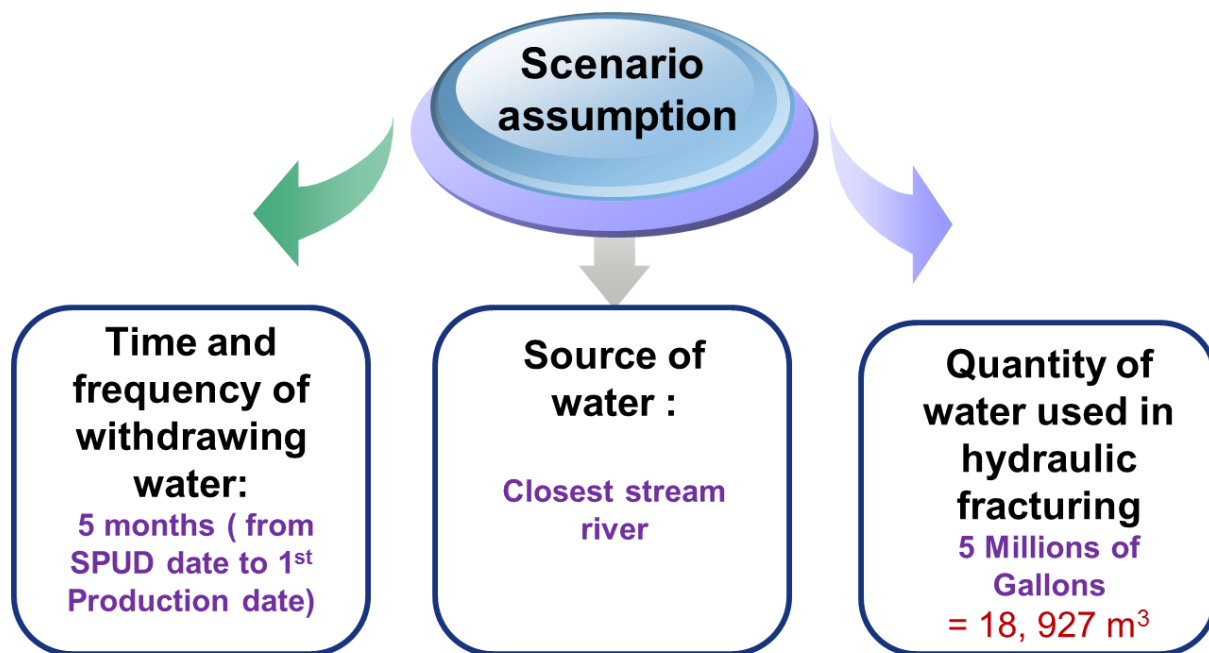 Scenario
assumption
Time and
frequency of
withdrawing
water:
5 months ( from
SPUD date to 1st
Production date)
Source of
water :
Closest stream
river
Quantity of
water used in
hydraulic
fracturing
5 Millions of
Gallons
= 18, 927 m³